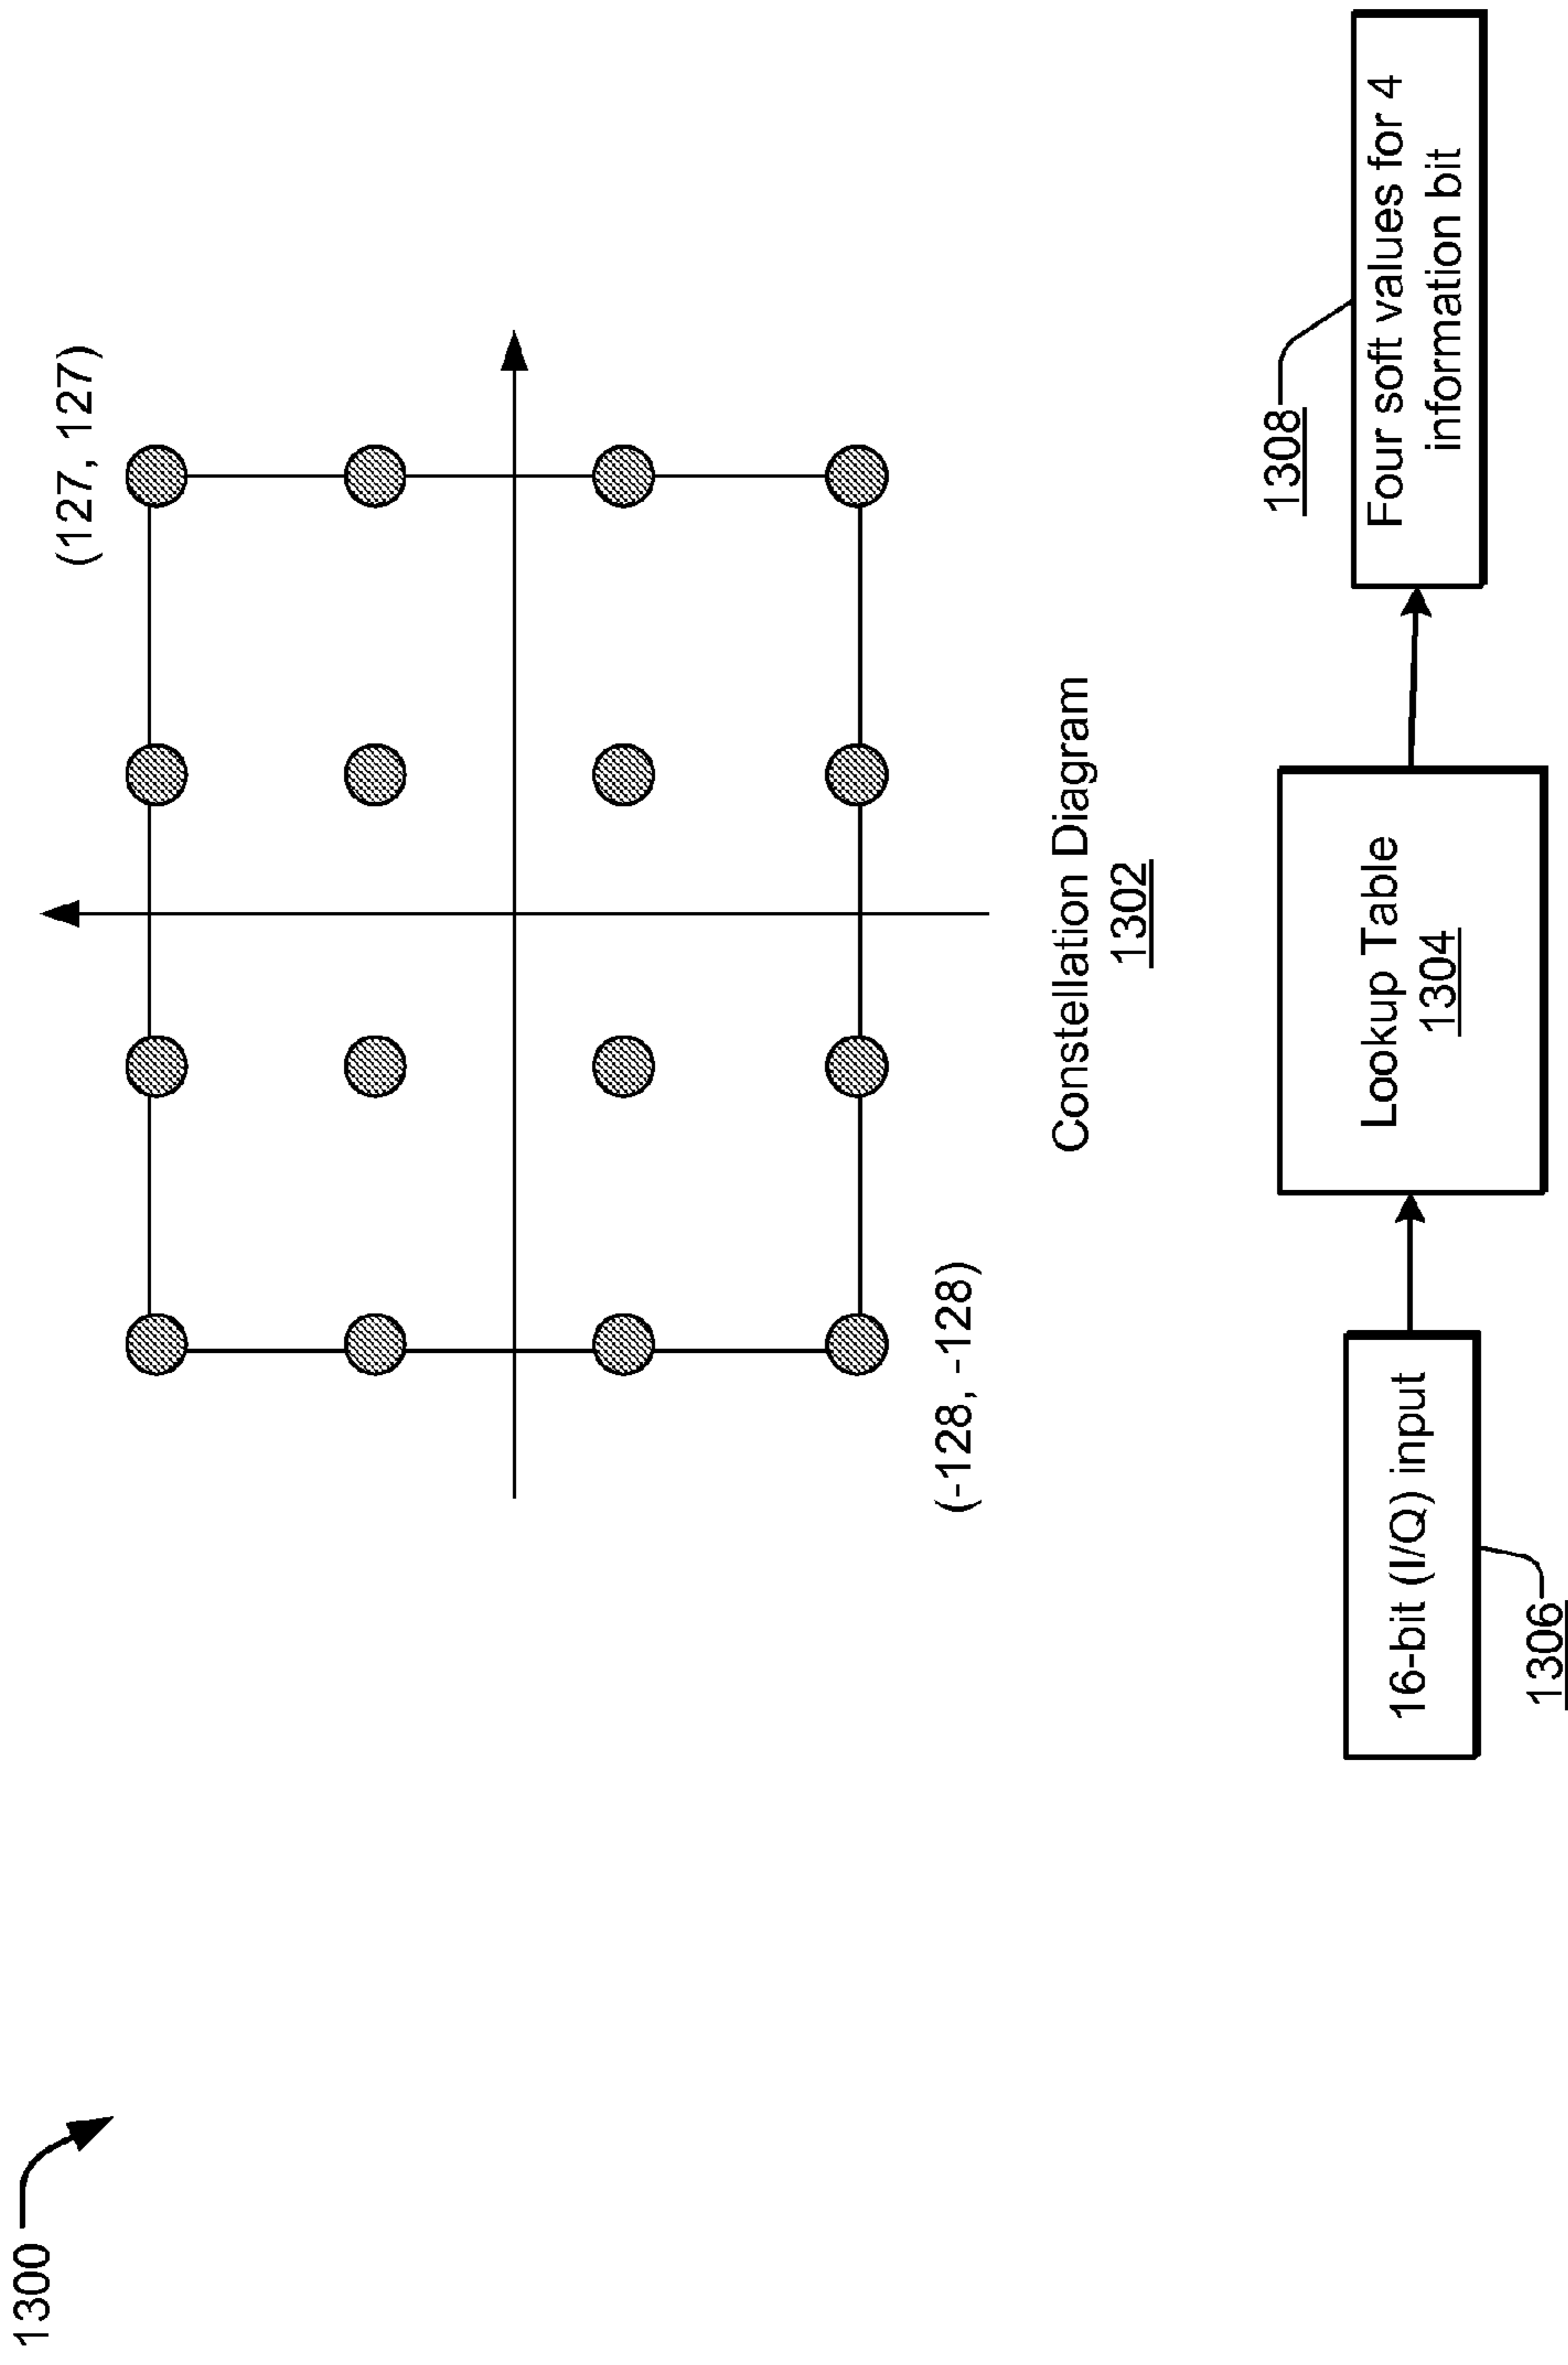 1300
(127, 127)
(-128, -128)
Constellation Diagram
1302
1308
16-bit (I/Q) input
1306
Lookup Table
1304
Four soft values for 4
information bit